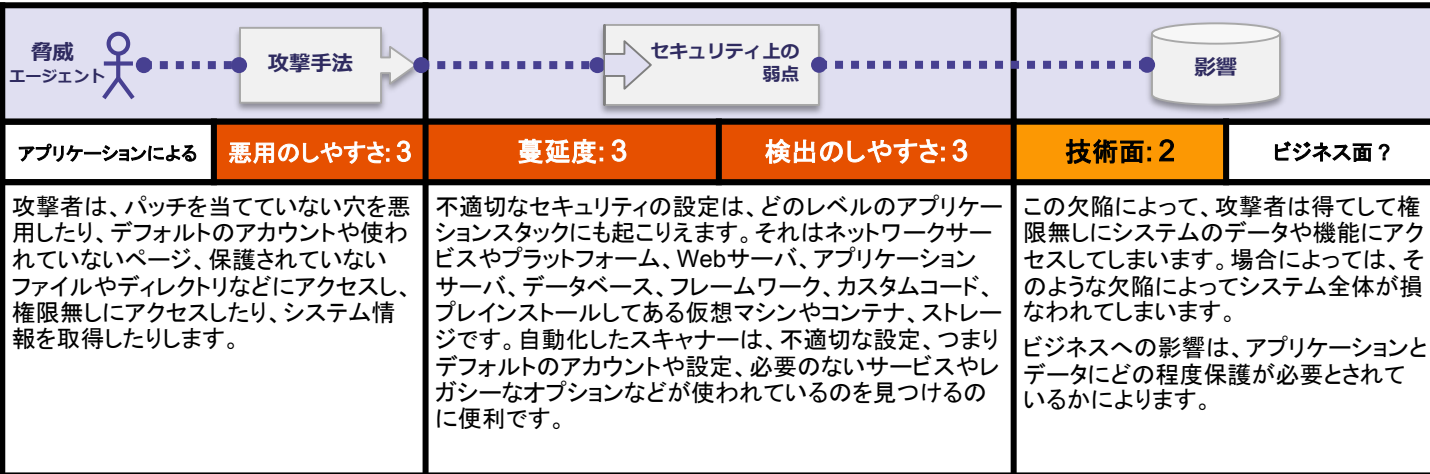 脅威
エージェント
攻撃手法
セキュリティ上の
弱点
影響
アプリケーションによる
悪用のしやすさ: 3
蔓延度: 3
検出のしやすさ: 3
技術面: 2
ビジネス面 ?
攻撃者は、パッチを当てていない穴を悪
用したり、デフォルトのアカウントや使わ
れていないページ、保護されていない
ファイルやディレクトリなどにアクセスし、
権限無しにアクセスしたり、システム情
報を取得したりします。
不適切なセキュリティの設定は、どのレベルのアプリケー
ションスタックにも起こりえます。それはネットワークサー
ビスやプラットフォーム、Webサーバ、アプリケーション
サーバ、データベース、フレームワーク、カスタムコード、
プレインストールしてある仮想マシンやコンテナ、ストレー
ジです。自動化したスキャナーは、不適切な設定、つまり
デフォルトのアカウントや設定、必要のないサービスやレ
ガシーなオプションなどが使われているのを見つけるの
に便利です。
この欠陥によって、攻撃者は得てして権
限無しにシステムのデータや機能にアク
セスしてしまいます。場合によっては、そ
のような欠陥によってシステム全体が損
なわれてしまいます。
ビジネスへの影響は、アプリケーションと
データにどの程度保護が必要とされて
いるかによります。